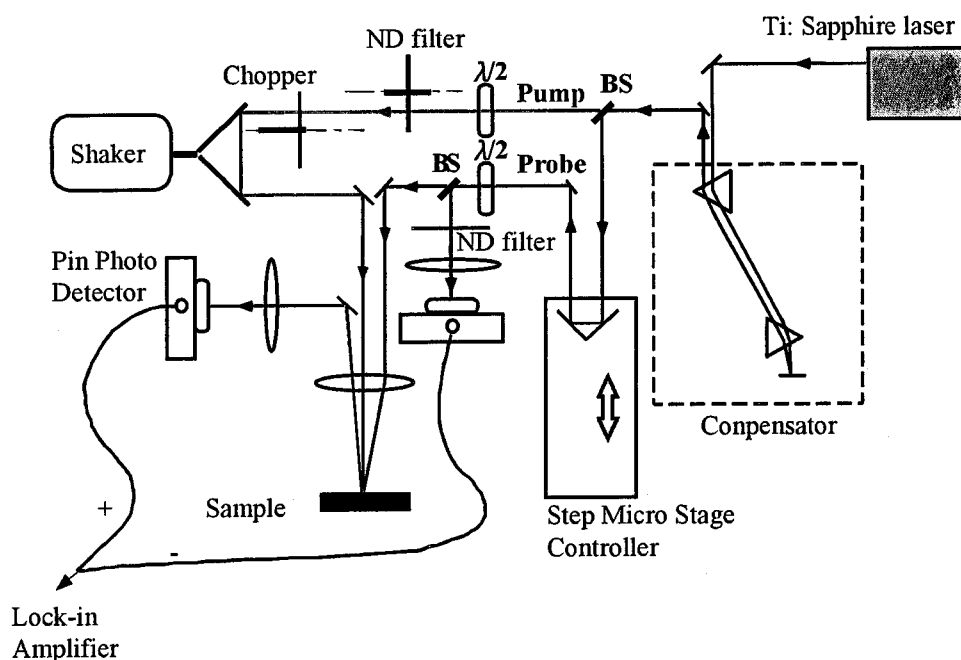 Ti: Sapphire laser
ND filter
Chopper
λ/2
Pump
BS
Shaker
λ/2
BS
Probe
ND filter
Pin Photo
Detector
Conpensator
Sample
+
-
Step Micro Stage
Controller
Lock-in
Amplifier